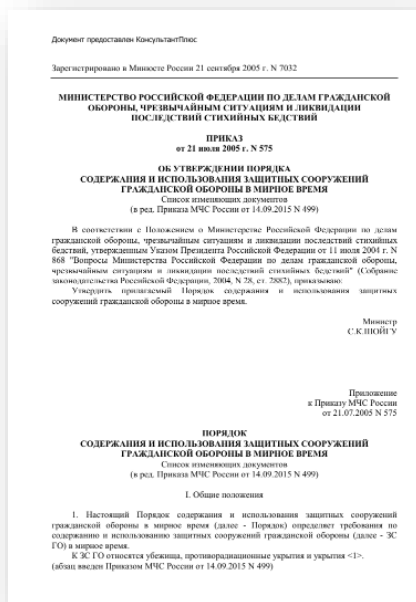 Документ предоставлен КонсультантПлюс
Зарегистрировано в Минюсте России 21 сентября 2005 г. N 7032
МИНИСТЕРСТВО РОССИЙСКОЙ ФЕДЕРАЦИИ ПО ДЕЛАМ ГРАЖДАНСКОЙ
ОБОРОНЫ, ЧРЕЗВЫЧАЙНЫМ СИТУАЦИЯМ И ЛИКВИДАЦИИ
ПОСЛЕДСТВИЙ СТИХИЙНЫХ БЕДСТВИЙ
ПРИКАЗ
от 21 июля 2005 г. N 575
ОБ УТВЕРЖДЕНИИ ПОРЯДКА
СОДЕРЖАНИЯ И ИСПОЛЬЗОВАНИЯ ЗАЩИТНЫХ СООРУЖЕНИЙ
ГРАЖДАНСКОЙ ОБОРОНЫ В МИРНОЕ ВРЕМЯ
Список изменяющих документов
(в ред. Приказа МЧС России от 14.09.2015 N 499)
В соответствии с Положением о Министерстве Российской Федерации по делам
гражданской обороны, чрезвычайным ситуациям и ликвидации последствий стихийных
бедствий, утвержденным Указом Президента Российской Федерации от 11 июля 2004 г. N
868 "Вопросы Министерства Российской Федерации по делам гражданской обороны,
чрезвычайным ситуациям и ликвидации последствий стихийных бедствий" (Собрание
законодательства Российской Федерации, 2004, N 28, ст. 2882), приказываю:
Утвердить прилагаемый Порядок содержания и использования защитных
сооружений гражданской обороны в мирное время.
Министр
С.К.ШОЙГУ
Приложение
к Приказу МЧС России
от 21.07.2005 N 575
ПОРЯДОК
СОДЕРЖАНИЯ И ИСПОЛЬЗОВАНИЯ ЗАЩИТНЫХ СООРУЖЕНИЙ
ГРАЖДАНСКОЙ ОБОРОНЫ В МИРНОЕ ВРЕМЯ
Список изменяющих документов
(в ред. Приказа МЧС России от 14.09.2015 N 499)
I. Общие положения
1. Настоящий Порядок содержания и использования защитных сооружений
гражданской обороны в мирное время (далее - Порядок) определяет требования по
содержанию и использованию защитных сооружений гражданской обороны (далее - ЗС
ГО) в мирное время.
К ЗС ГО относятся убежища, противорадиационные укрытия и укрытия <1>.
(абзац введен Приказом МЧС России от 14.09.2015 N 499)